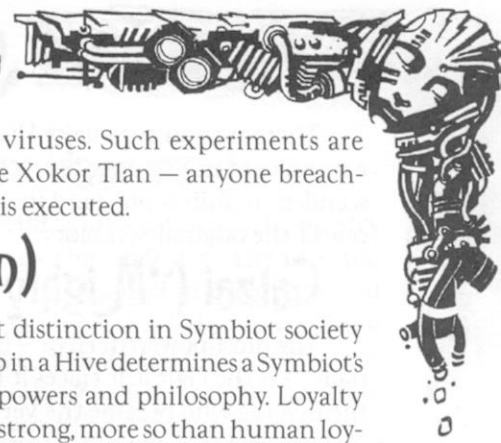 viruses. Such experiments are
e Xokor Tlan — anyone breach-
is executed.
)
t distinction in Symbiot society
p in a Hive determines a Symbiot's
powers and philosophy. Loyalty
strong, more so than human loy-